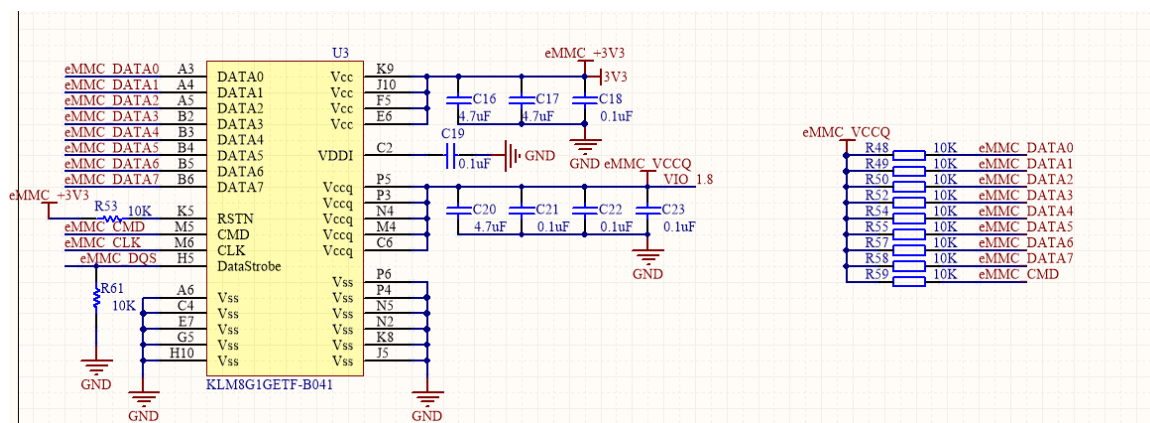 U3
eMMC_DATA0 A3 DATA0
eMMC_DATA1 A4 DATA1
eMMC_DATA2 A5 DATA2
eMMC_DATA3 B2 DATA3
eMMC_DATA4 B3 DATA4
eMMC_DATA5 B4 DATA5
eMMC_DATA6 B5 DATA6
eMMC_DATA7 B6 DATA7
eMMC_+3V3
R53 10K K5 RSTN
eMMC_CMD M5 CMD
eMMC_CLK M6 CLK
eMMC_DQS H5 DataStrobe
R61
10K
GND
A6 Vss
C4 Vss
E7 Vss
G5 Vss
H10 Vss
GND
KLM8G1GETF-B041
Vcc K9
Vcc J10
Vcc F5
Vcc E6
eMMC_+3V3
3V3
C16 C17 C18
4.7uF 4.7uF 0.1uF
GND
VDDI C2
C19
0.1uF
GND
Vccq P5
Vccq P3
Vccq N4
Vccq M4
Vccq C6
eMMC_VCCQ
VIO_1.8
C20 C21 C22 C23
4.7uF 0.1uF 0.1uF 0.1uF
GND
Vss P6
Vss P4
Vss N5
Vss N2
Vss K8
Vss J5
GND
eMMC_VCCQ
R48 10K eMMC_DATA0
R49 10K eMMC_DATA1
R50 10K eMMC_DATA2
R52 10K eMMC_DATA3
R54 10K eMMC_DATA4
R55 10K eMMC_DATA5
R57 10K eMMC_DATA6
R58 10K eMMC_DATA7
R59 10K eMMC_CMD